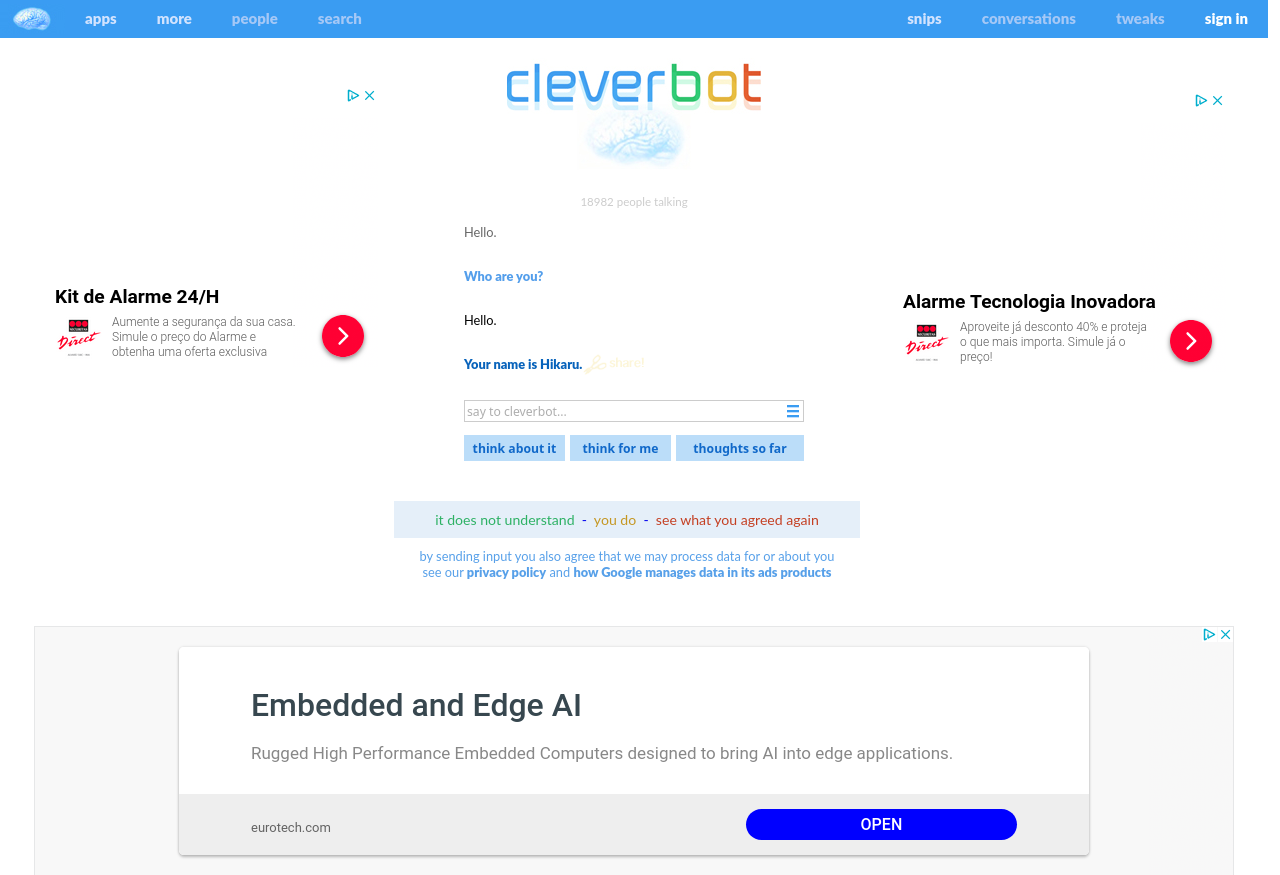 apps more people search snips conversations tweaks sign in
cleverbot
18982 people talking
Hello.
Who are you?
Hello.
Your name is Hikaru. share!
say to cleverbot...
think about it think for me thoughts so far
it does not understand - you do - see what you agreed again
by sending input you also agree that we may process data for or about you
see our privacy policy and how Google manages data in its ads products
Kit de Alarme 24/H
Direct
Aumente a segurança da sua casa.
Simule o preço do Alarme e
obtenha uma oferta exclusiva
Alarme Tecnologia Inovadora
Direct
Aproveite já desconto 40% e proteja
o que mais importa. Simule já o
preço!
Embedded and Edge AI
Rugged High Performance Embedded Computers designed to bring AI into edge applications.
eurotech.com
OPEN